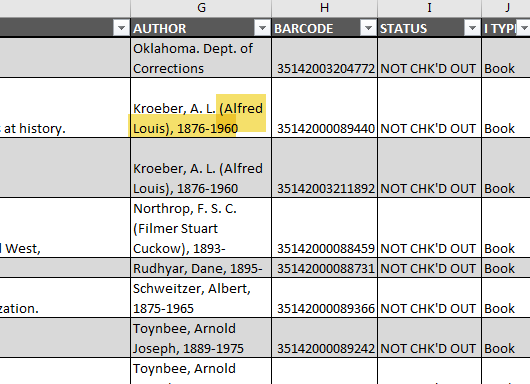 G H I J
AUTHOR BARCODE STATUS I TYP
Oklahoma. Dept. of
Corrections 35142003204772 NOT CHK'D OUT Book
Kroeber, A. L. (Alfred
s at history. Louis), 1876-1960 35142000089440 NOT CHK'D OUT Book
Kroeber, A. L. (Alfred
Louis), 1876-1960 35142003211892 NOT CHK'D OUT Book
Northrop, F. S. C.
(Filmer Stuart
d West, Cuckow), 1893- 35142000088459 NOT CHK'D OUT Book
Rudhyar, Dane, 1895- 35142000088731 NOT CHK'D OUT Book
Schweitzer, Albert,
zation. 1875-1965 35142000089366 NOT CHK'D OUT Book
Toynbee, Arnold
Joseph, 1889-1975 35142000089242 NOT CHK'D OUT Book
Toynbee, Arnold